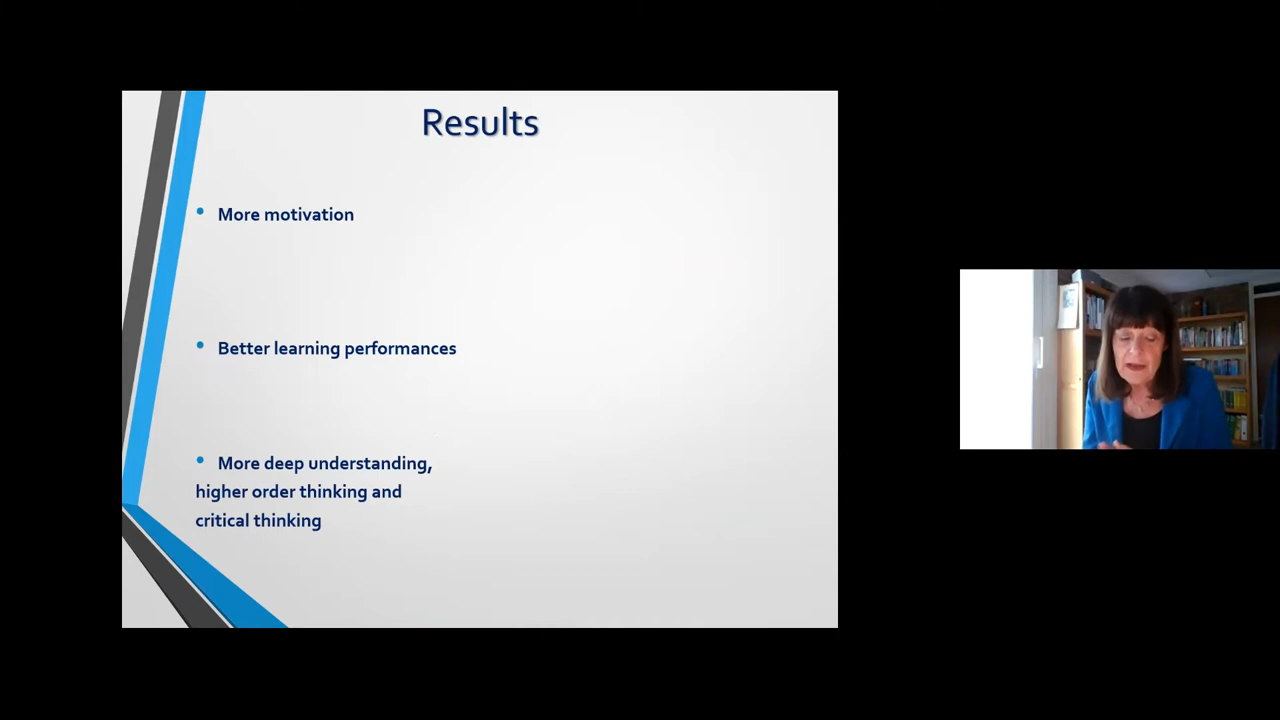 Results
• More motivation
• Better learning performances
• More deep understanding,
higher order thinking and
critical thinking